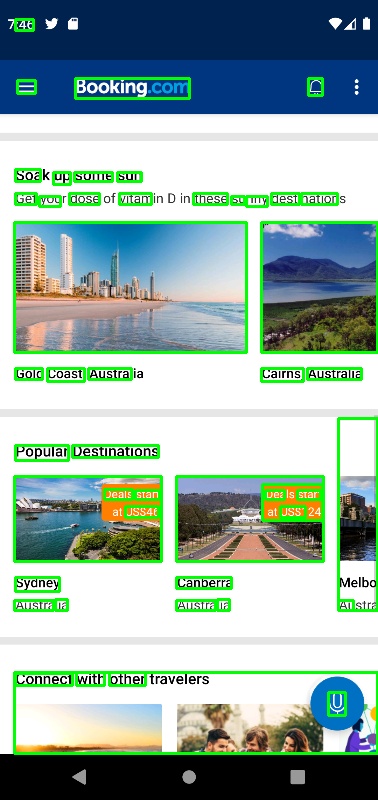 7:46
Booking.com
Soak up some sun
Get your dose of vitamin D in these sunny destinations
Gold Coast, Australia
Cairns, Australia
Popular Destinations
Deals start
at US$46
Deals start
at US$124
Sydney
Canberra
Melbo
Australia
Australia
Austra
Connect with other travelers